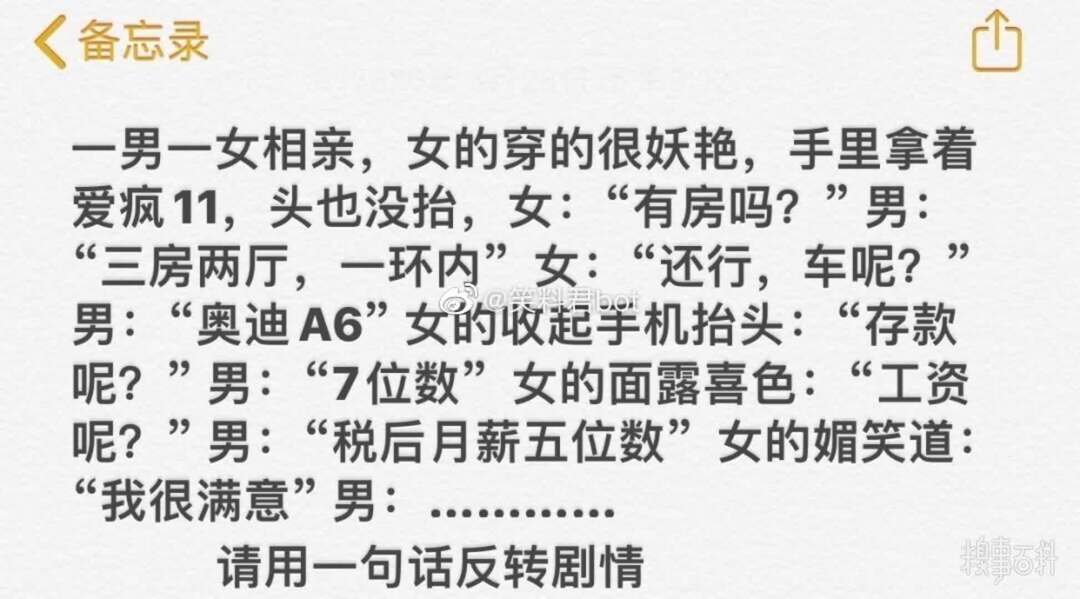 备忘录
一男一女相亲，女的穿的很妖艳，手里拿着
爱疯11，头也没抬，女：“有房吗？”男：
“三房两厅，一环内”女：“还行，车呢？”
@笑料君bot
男：“奥迪A6”女的收起手机抬头：“存款
呢？”男：“7位数”女的面露喜色：“工资
呢？”男：“税后月薪五位数”女的媚笑道：
“我很满意”男：…………
请用一句话反转剧情